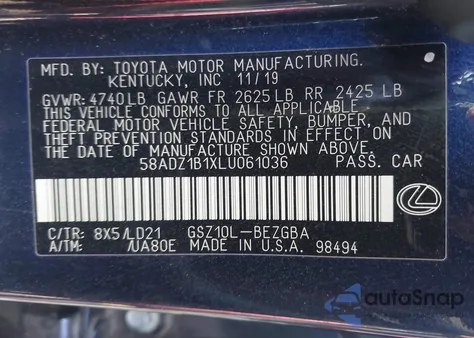 MFD. BY: TOYOTA MOTOR MANUFACTURING.
KENTUCKY, INC 11/19
GVWR: 4740LB GAWR FR 2625LB RR 2425 LB
THIS VEHICLE CONFORMS TO ALL APPLICABLE
FEDERAL MOTOR VEHICLE SAFETY, BUMPER, AND
THEFT PREVENTION STANDARDS IN EFFECT ON
THE DATE OF MANUFACTURE SHOWN ABOVE.
58ADZ1B1XLU061036 PASS. CAR
C/TR: 8X5/LD21 GSZ10L-BEZGBA
A/TM: /UA80E MADE IN U.S.A. 98494
autoSnap